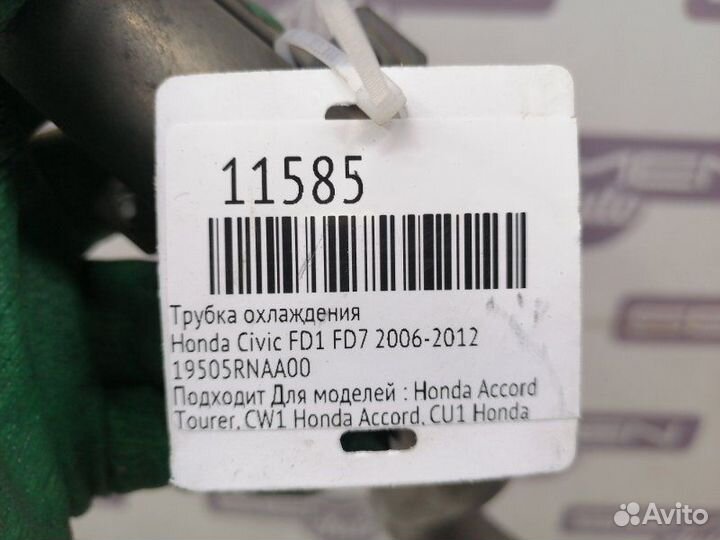 11585
Трубка охлаждения
Honda Civic FD1 FD7 2006-2012
19505RNAA00
Подходит Для моделей : Honda Accord
Tourer, CW1 Honda Accord, CU1 Honda
Avito